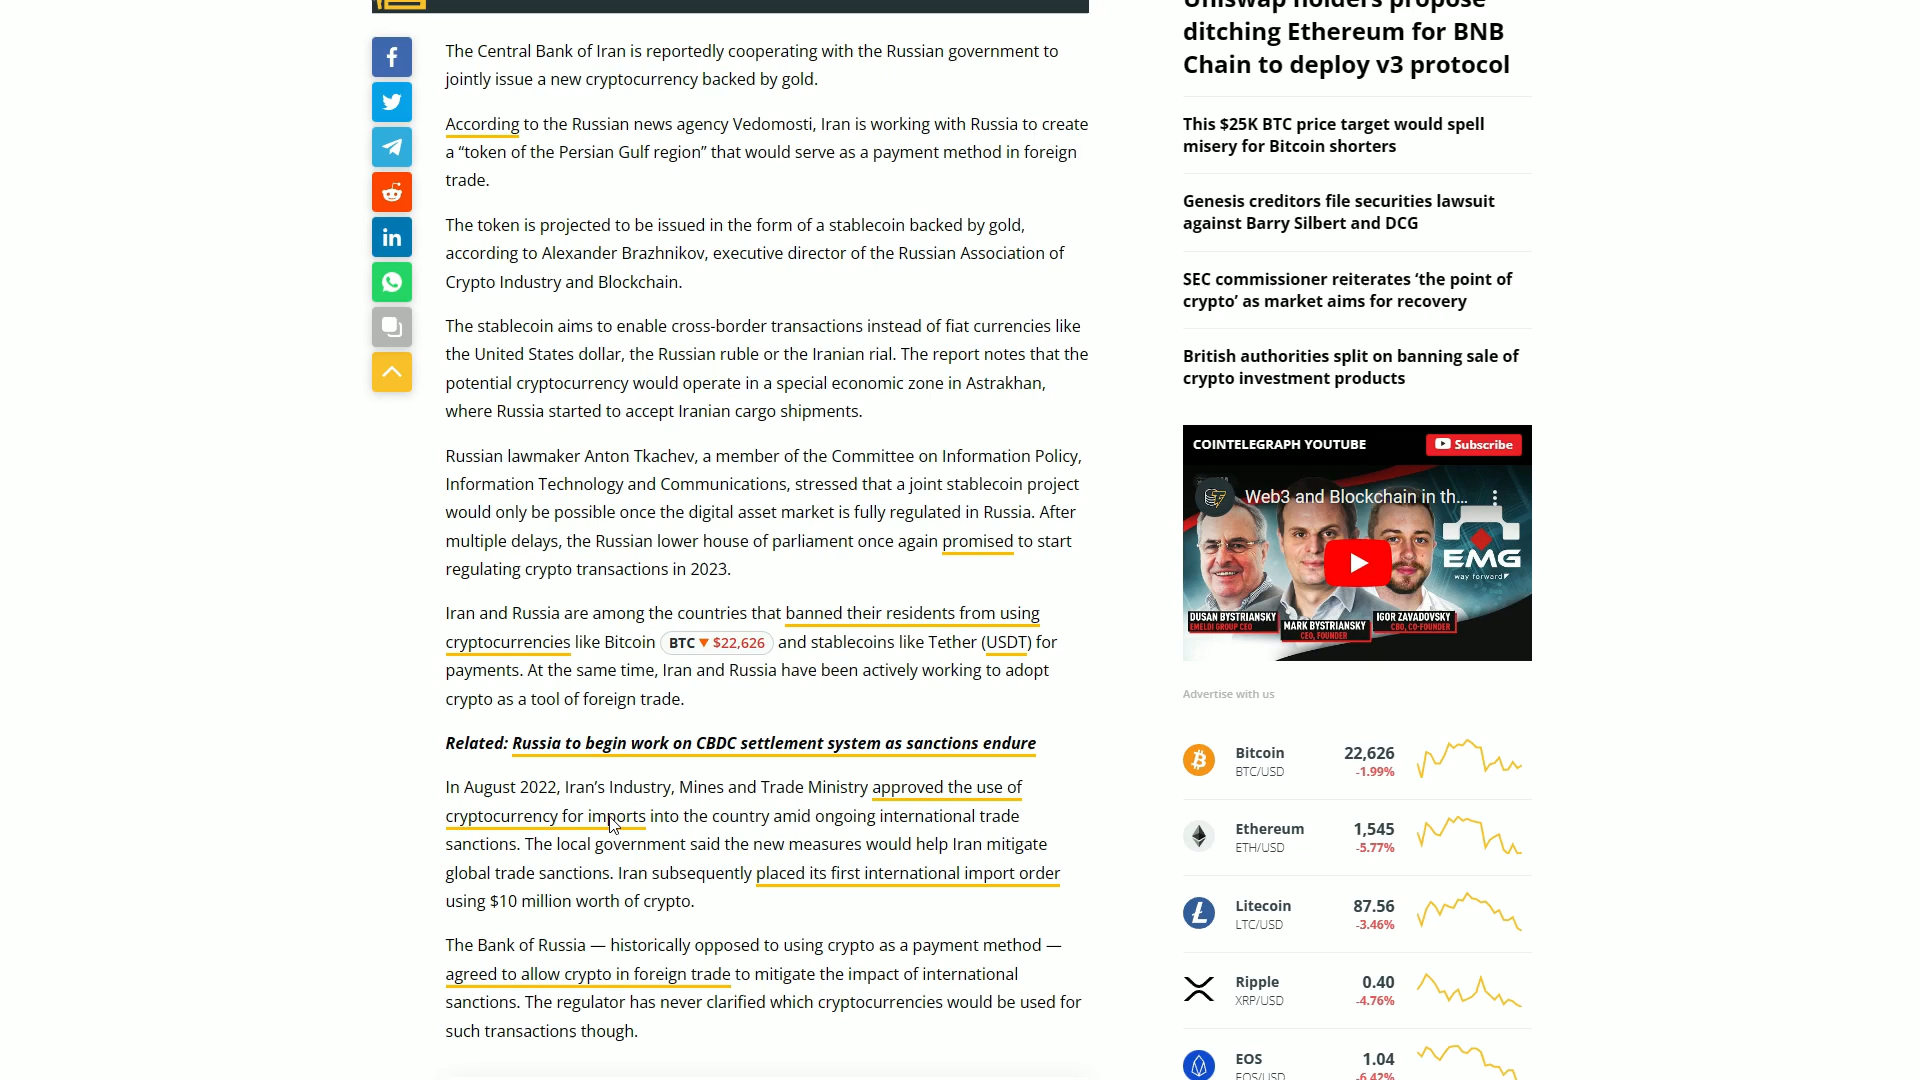 The Central Bank of Iran is reportedly cooperating with the Russian government to
jointly issue a new cryptocurrency backed by gold.
According to the Russian news agency Vedomosti, Iran is working with Russia to create
a “token of the Persian Gulf region” that would serve as a payment method in foreign
trade.
The token is projected to be issued in the form of a stablecoin backed by gold,
according to Alexander Brazhnikov, executive director of the Russian Association of
Crypto Industry and Blockchain.
The stablecoin aims to enable cross-border transactions instead of fiat currencies like
the United States dollar, the Russian ruble or the Iranian rial. The report notes that the
potential cryptocurrency would operate in a special economic zone in Astrakhan,
where Russia started to accept Iranian cargo shipments.
Russian lawmaker Anton Tkachev, a member of the Committee on Information Policy,
Information Technology and Communications, stressed that a joint stablecoin project
would only be possible once the digital asset market is fully regulated in Russia. After
multiple delays, the Russian lower house of parliament once again promised to start
regulating crypto transactions in 2023.
Iran and Russia are among the countries that banned their residents from using
cryptocurrencies like Bitcoin BTC ▼ $22,626 and stablecoins like Tether (USDT) for
payments. At the same time, Iran and Russia have been actively working to adopt
crypto as a tool of foreign trade.
Related: Russia to begin work on CBDC settlement system as sanctions endure
In August 2022, Iran’s Industry, Mines and Trade Ministry approved the use of
cryptocurrency for imports into the country amid ongoing international trade
sanctions. The local government said the new measures would help Iran mitigate
global trade sanctions. Iran subsequently placed its first international import order
using $10 million worth of crypto.
The Bank of Russia — historically opposed to using crypto as a payment method —
agreed to allow crypto in foreign trade to mitigate the impact of international
sanctions. The regulator has never clarified which cryptocurrencies would be used for
such transactions though.
Uniswap holders propose
ditching Ethereum for BNB
Chain to deploy v3 protocol
This $25K BTC price target would spell
misery for Bitcoin shorters
Genesis creditors file securities lawsuit
against Barry Silbert and DCG
SEC commissioner reiterates ‘the point of
crypto’ as market aims for recovery
British authorities split on banning sale of
crypto investment products
COINTELEGRAPH YOUTUBE Subscribe
Web3 and Blockchain in th...
EMG
way forward
DUSAN BYSTRIANSKY
EMELDI GROUP CEO
MARK BYSTRIANSKY
CEO, FOUNDER
IGOR ZAVADOVSKY
CBO, CO-FOUNDER
Advertise with us
Bitcoin 22,626
BTC/USD -1.99%
Ethereum 1,545
ETH/USD -5.77%
Litecoin 87.56
LTC/USD -3.46%
Ripple 0.40
XRP/USD -4.76%
EOS 1.04
EOS/USD -6.42%